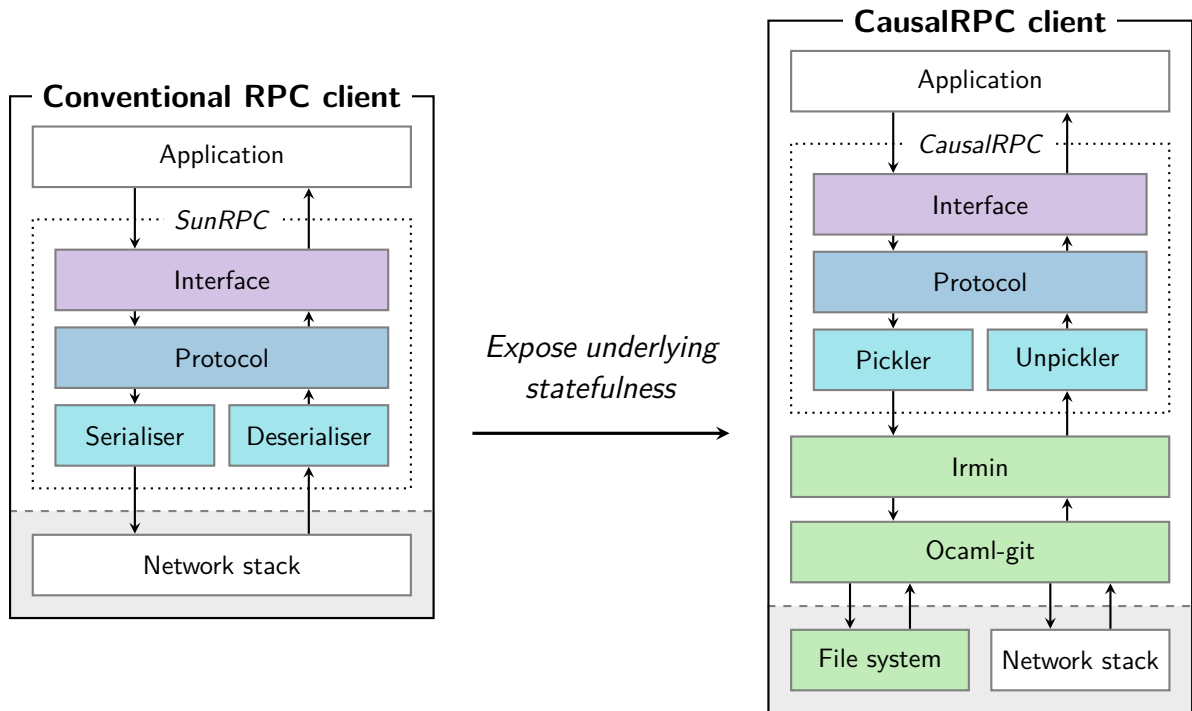 Conventional RPC client
Application
SunRPC
Interface
Protocol
Serialiser
Deserialiser
Network stack
Expose underlying
statefulness
CausalRPC client
Application
CausalRPC
Interface
Protocol
Pickler
Unpickler
Irmin
Ocaml-git
File system
Network stack